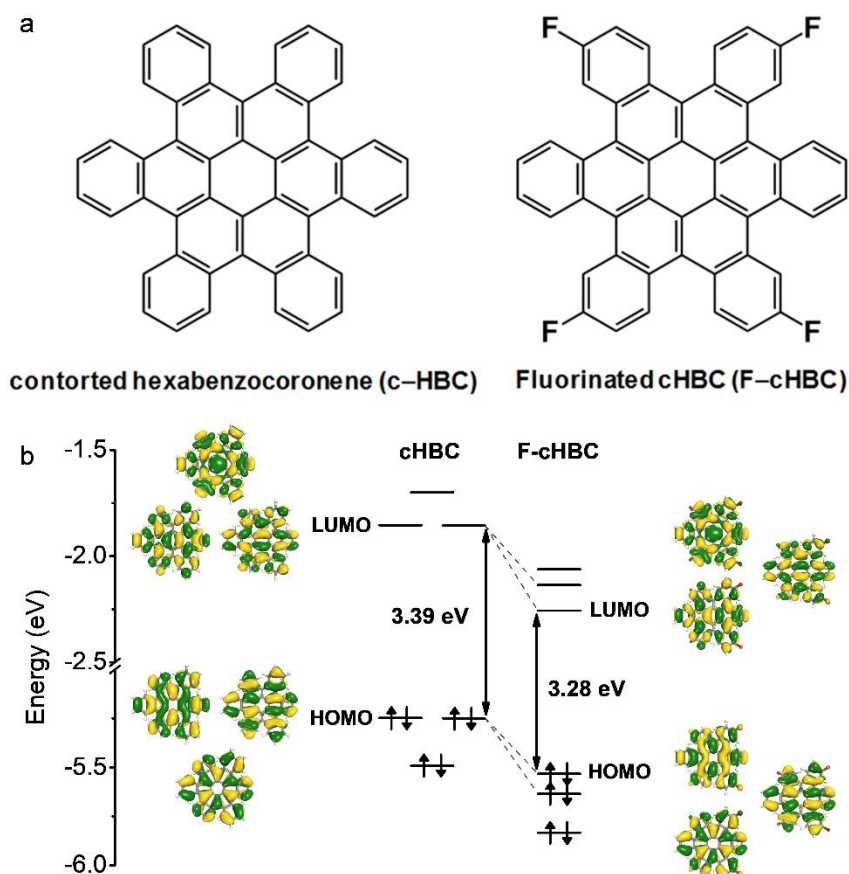 a
F F
F F
contorted hexabenzocoronene (c–HBC) Fluorinated cHBC (F–cHBC)
b
Energy (eV)
-1.5
-2.0
-2.5
-5.5
-6.0
cHBC F-cHBC
LUMO
3.39 eV
HOMO
LUMO
3.28 eV
HOMO